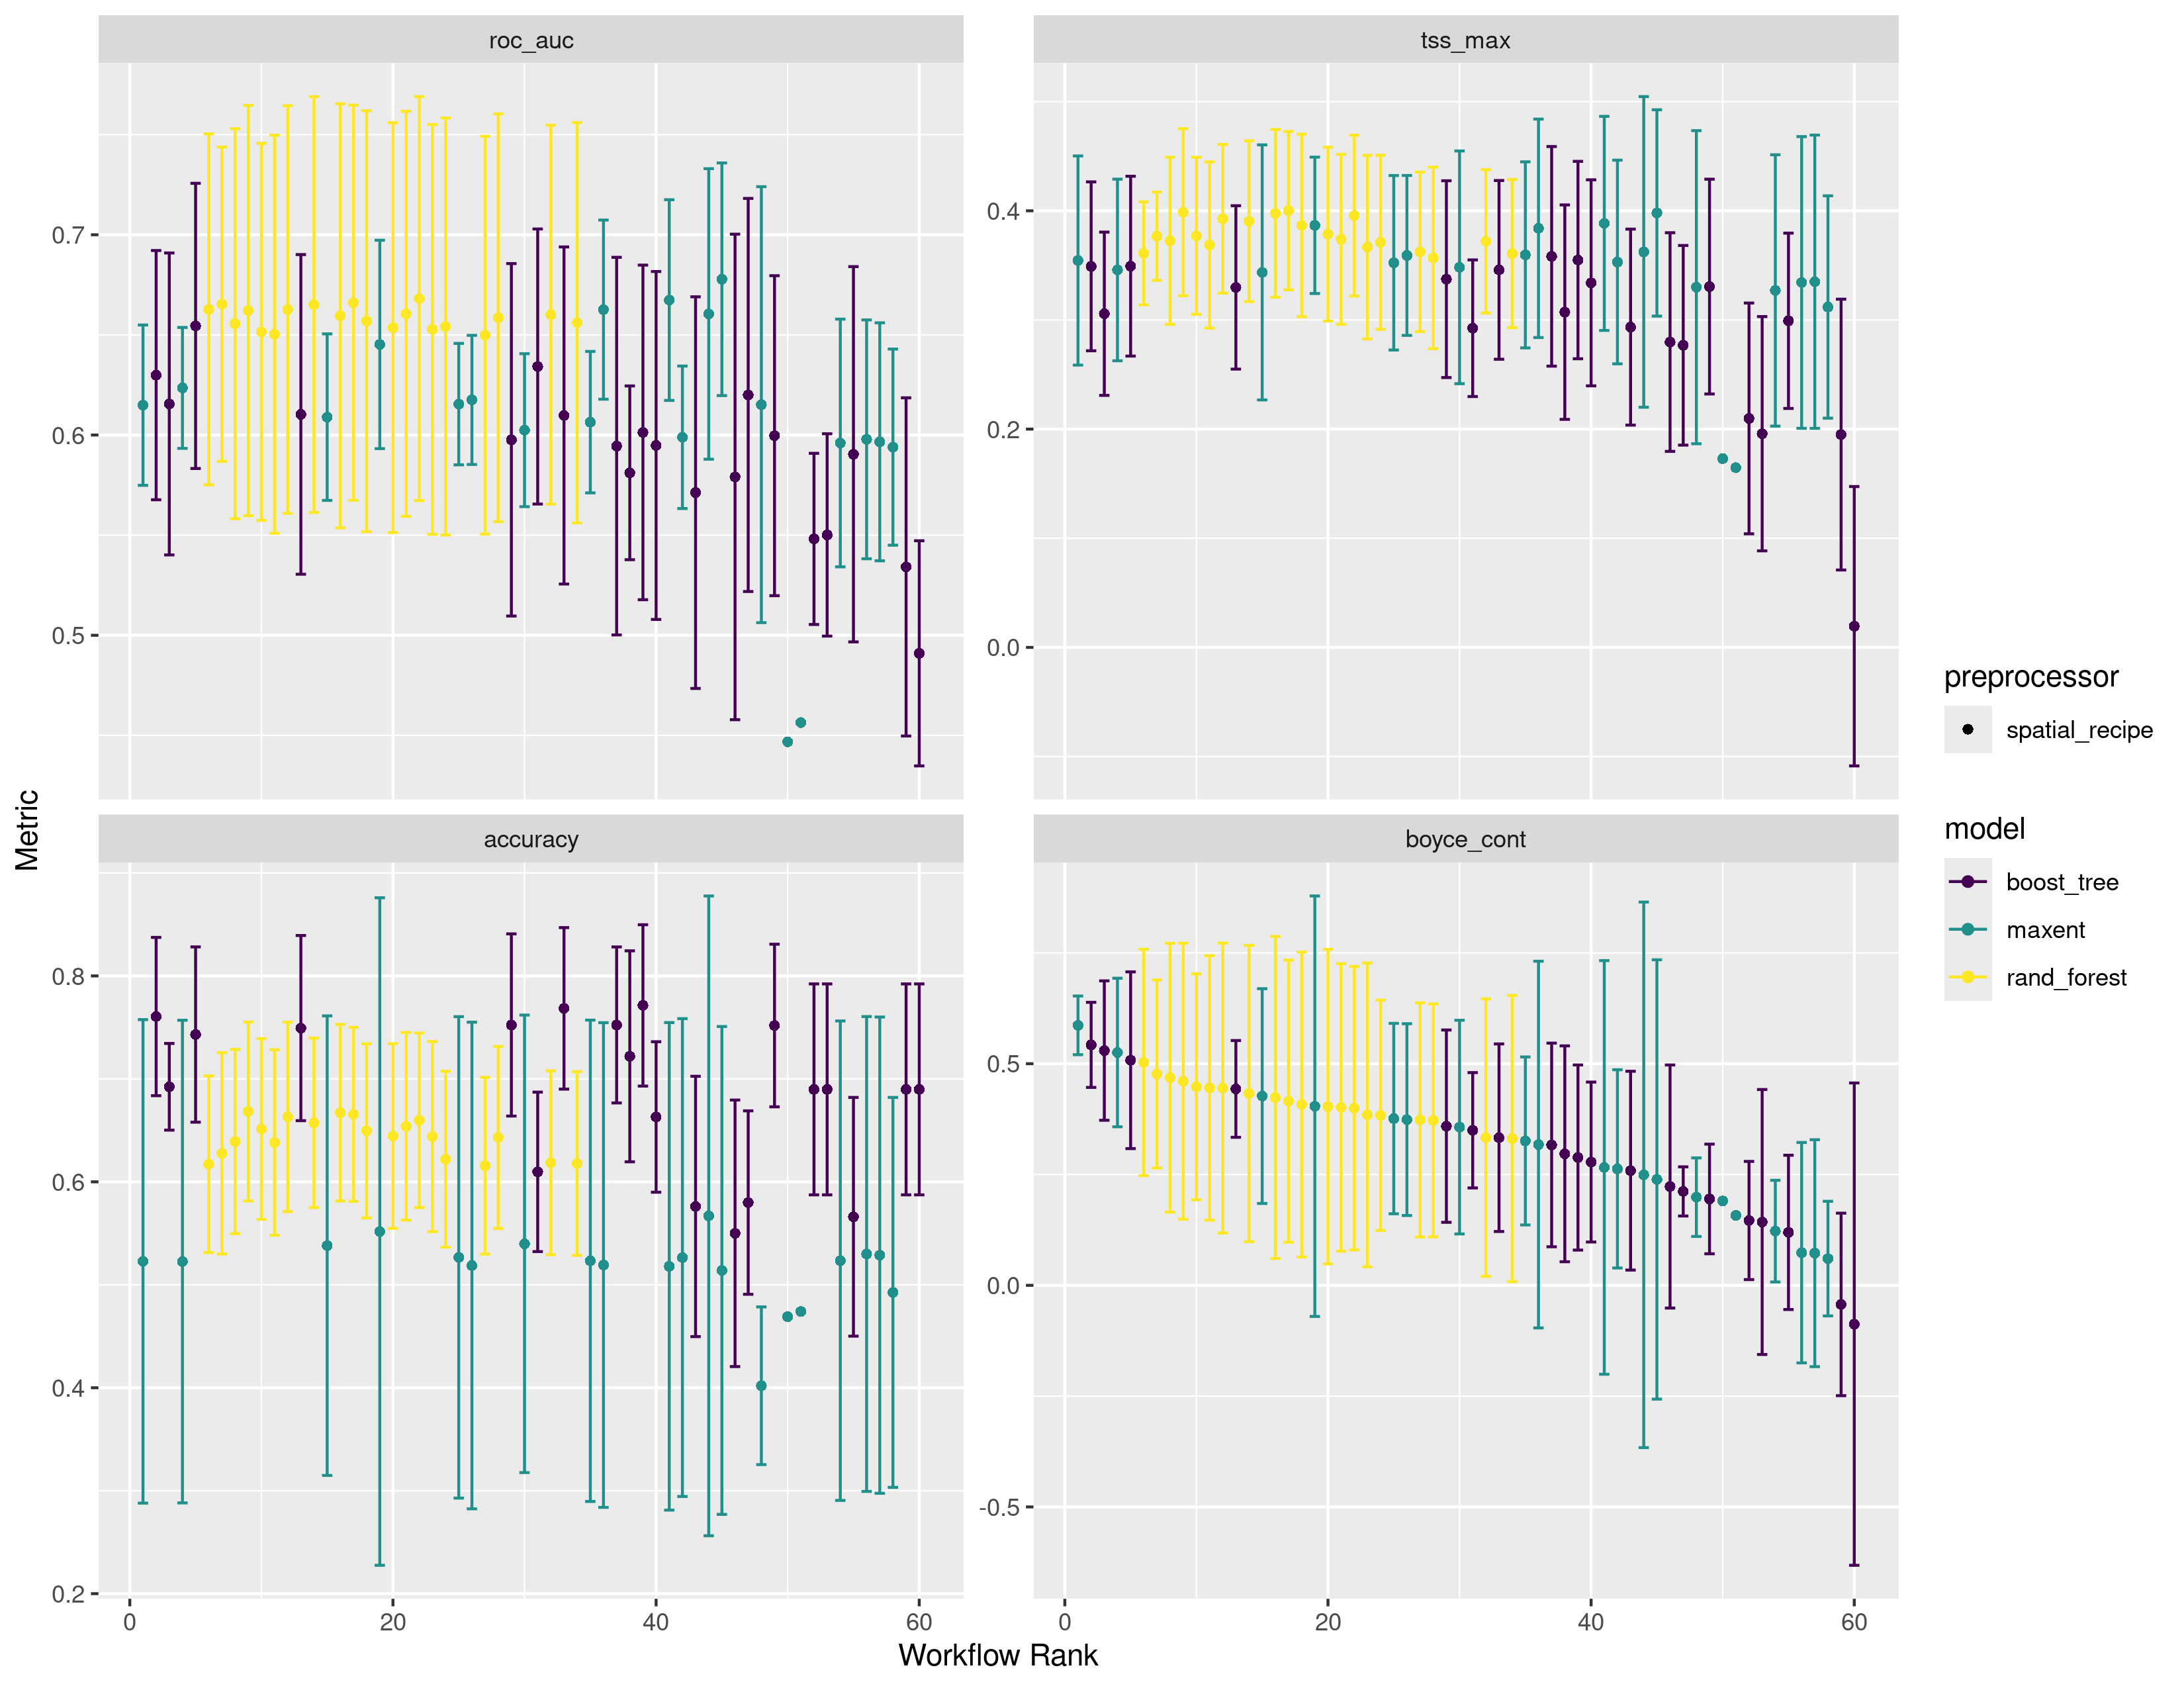 roc_auc
tss_max
0.7
0.6
0.5
0.4
0.2
0.0
accuracy
boyce_cont
0.8
0.6
0.4
0.2
0.5
0.0
-0.5
0 20 40 60
0 20 40 60
Workflow Rank
Metric
preprocessor
spatial_recipe
model
boost_tree
maxent
rand_forest